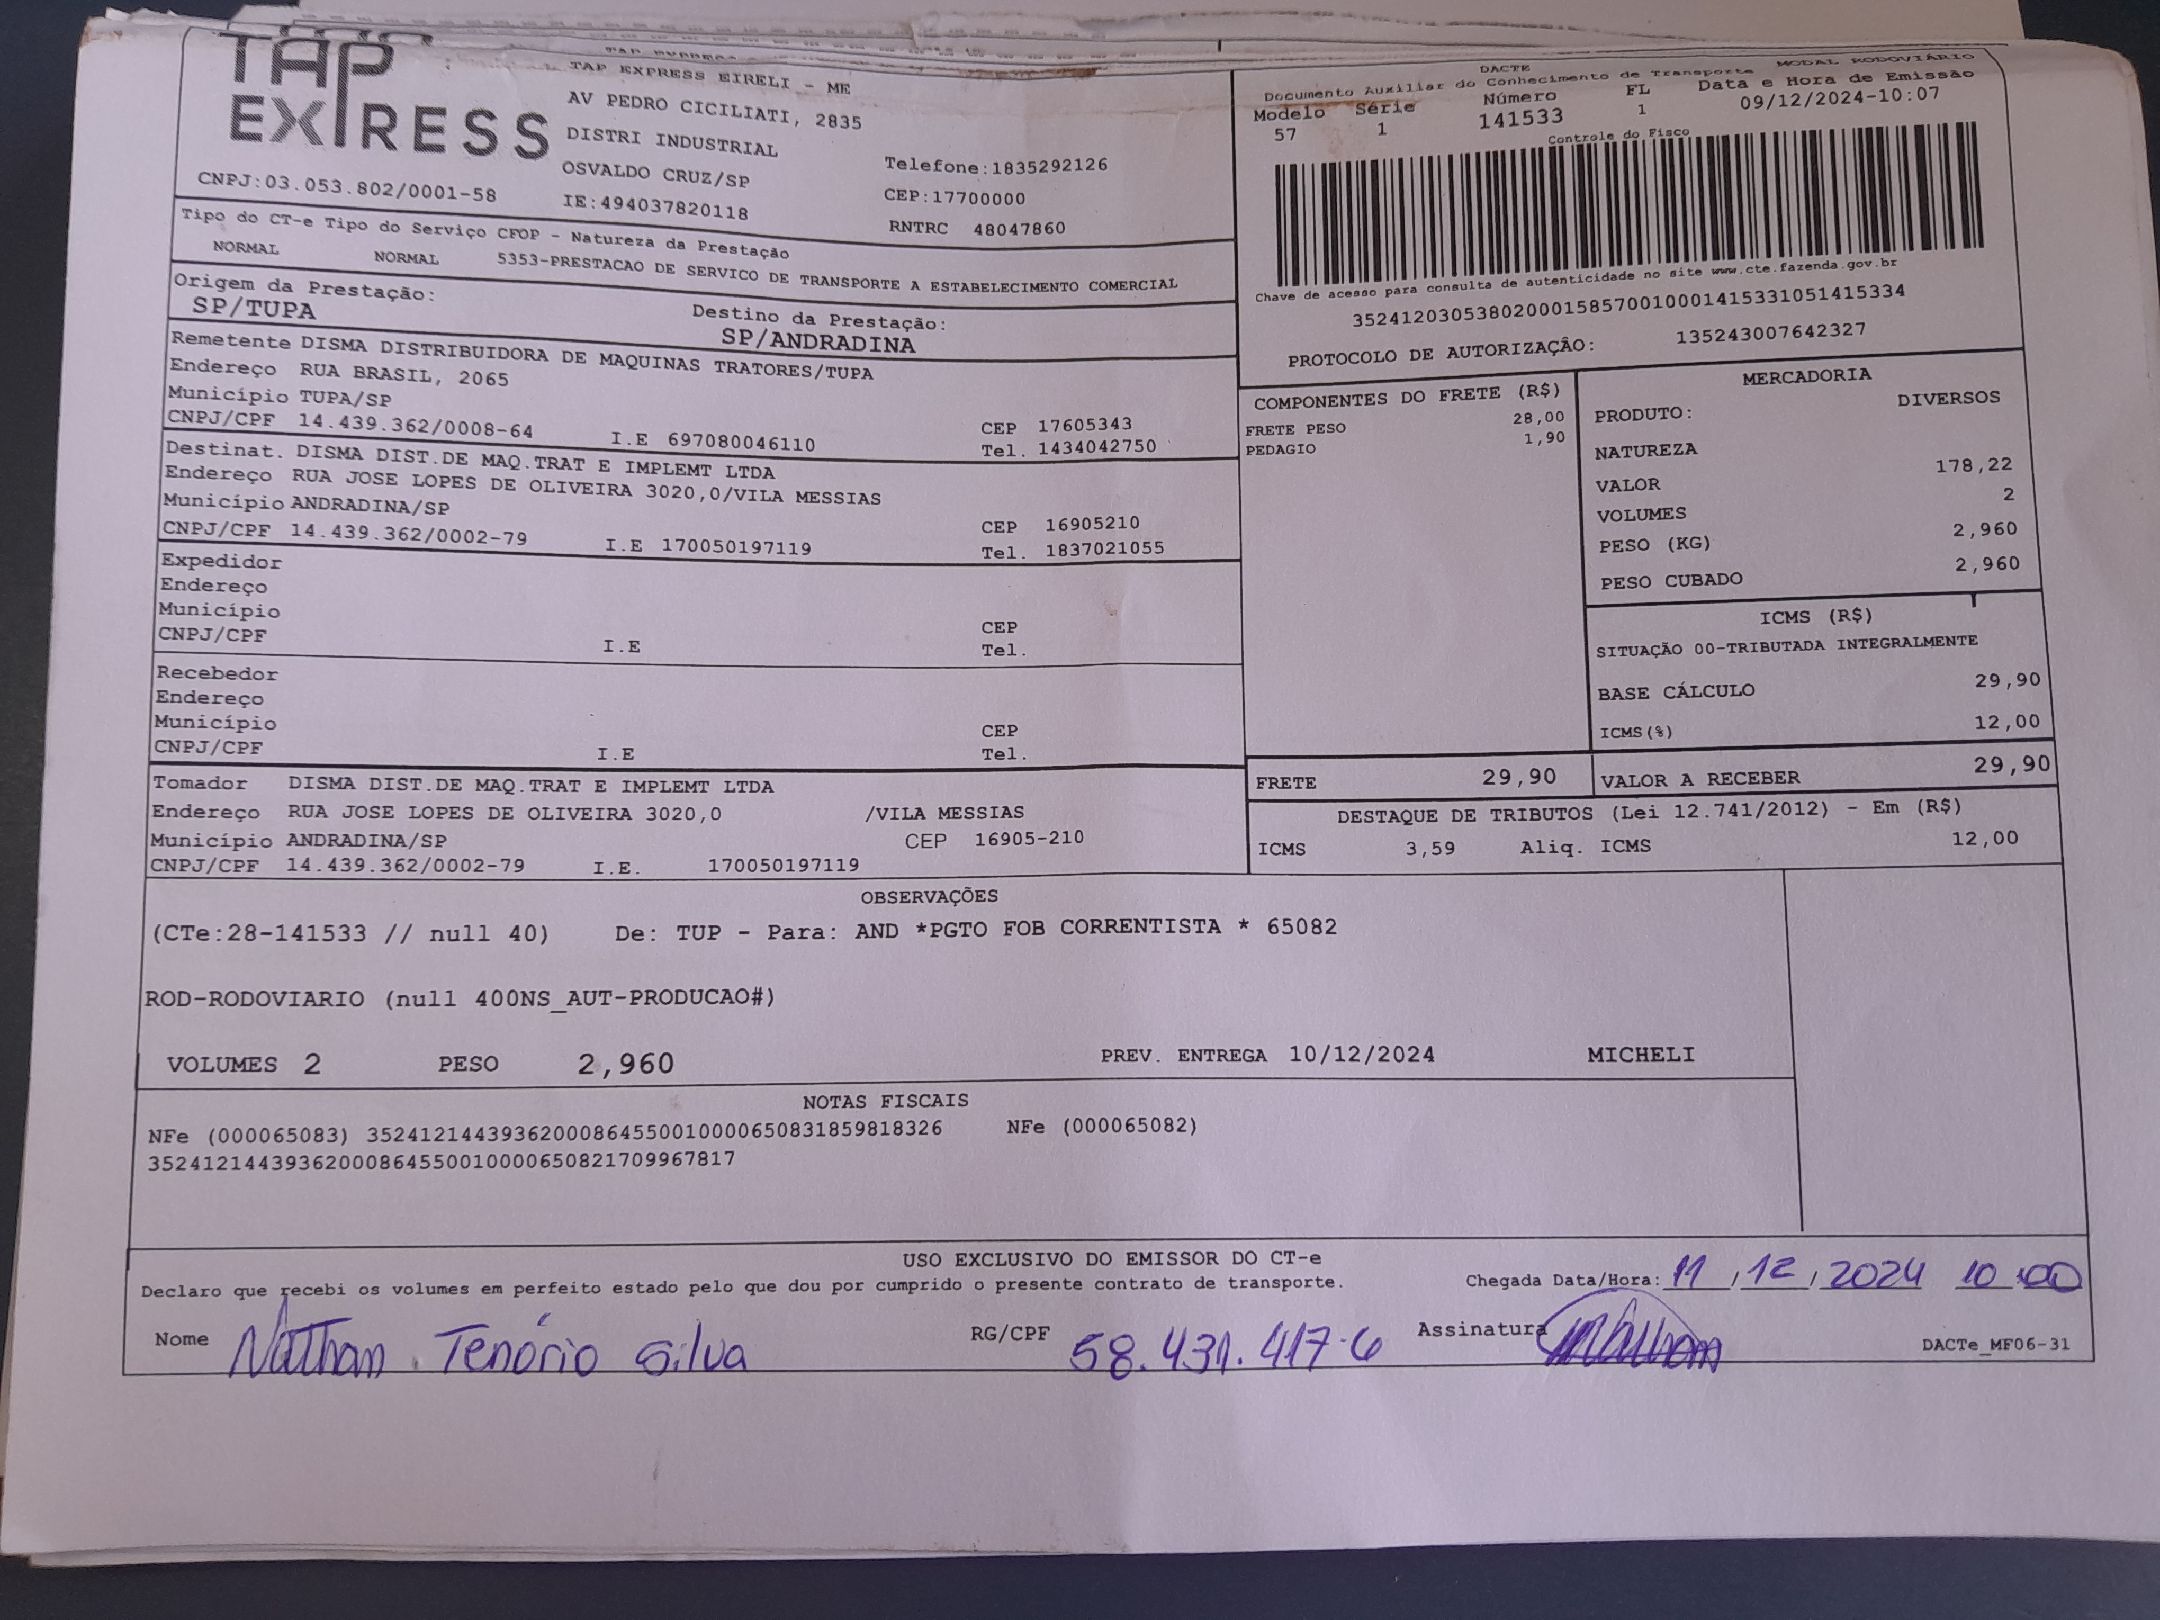 TAP EXPRESS
TAP EXPRESS EIRELI - ME
AV PEDRO CICILIATI, 2835
DISTRI INDUSTRIAL
OSVALDO CRUZ/SP
Telefone:1835292126
CEP:17700000
CNPJ:03.053.802/0001-58
IE:494037820118
RNTRC 48047860
DACTE
MODAL RODOVIÁRIO
Documento Auxiliar do Conhecimento de Transporte
Modelo Série Número FL Data e Hora de Emissão
57 1 141533 1 09/12/2024-10:07
Controle do Fisco
Chave de acesso para consulta de autenticidade no site www.cte.fazenda.gov.br
35241203053802000158570010001415331051415334
PROTOCOLO DE AUTORIZAÇÃO: 135243007642327
Tipo do CT-e Tipo do Serviço CFOP - Natureza da Prestação
NORMAL NORMAL 5353-PRESTACAO DE SERVICO DE TRANSPORTE A ESTABELECIMENTO COMERCIAL
Origem da Prestação: Destino da Prestação:
SP/TUPA SP/ANDRADINA
Remetente DISMA DISTRIBUIDORA DE MAQUINAS TRATORES/TUPA
Endereço RUA BRASIL, 2065
Município TUPA/SP CEP 17605343
CNPJ/CPF 14.439.362/0008-64 I.E 697080046110 Tel. 1434042750
Destinat. DISMA DIST.DE MAQ.TRAT E IMPLEMT LTDA
Endereço RUA JOSE LOPES DE OLIVEIRA 3020,0/VILA MESSIAS
Município ANDRADINA/SP CEP 16905210
CNPJ/CPF 14.439.362/0002-79 I.E 170050197119 Tel. 1837021055
Expedidor
Endereço
Município CEP
CNPJ/CPF I.E Tel.
Recebedor
Endereço
Município CEP
CNPJ/CPF I.E Tel.
Tomador DISMA DIST.DE MAQ.TRAT E IMPLEMT LTDA
Endereço RUA JOSE LOPES DE OLIVEIRA 3020,0 /VILA MESSIAS
Município ANDRADINA/SP CEP 16905-210
CNPJ/CPF 14.439.362/0002-79 I.E. 170050197119
COMPONENTES DO FRETE (R$)
FRETE PESO 28,00
PEDAGIO 1,90
MERCADORIA
PRODUTO: DIVERSOS
NATUREZA
VALOR 178,22
VOLUMES 2
PESO (KG) 2,960
PESO CUBADO 2,960
ICMS (R$)
SITUAÇÃO 00-TRIBUTADA INTEGRALMENTE
BASE CÁLCULO 29,90
ICMS(%) 12,00
FRETE 29,90 VALOR A RECEBER 29,90
DESTAQUE DE TRIBUTOS (Lei 12.741/2012) - Em (R$)
ICMS 3,59 Aliq. ICMS 12,00
OBSERVAÇÕES
(CTe:28-141533 // null 40) De: TUP - Para: AND *PGTO FOB CORRENTISTA * 65082
ROD-RODOVIARIO (null 400NS_AUT-PRODUCAO#)
VOLUMES 2 PESO 2,960 PREV. ENTREGA 10/12/2024 MICHELI
NOTAS FISCAIS
NFe (000065083) 35241214439362000864550010000650831859818326 NFe (000065082)
35241214439362000864550010000650821709967817
USO EXCLUSIVO DO EMISSOR DO CT-e
Declaro que recebi os volumes em perfeito estado pelo que dou por cumprido o presente contrato de transporte. Chegada Data/Hora: 11/12/2024 10:00
Nome Nathan Tenório Silva RG/CPF 58.431.417-6 Assinatura
DACTe_MF06-31